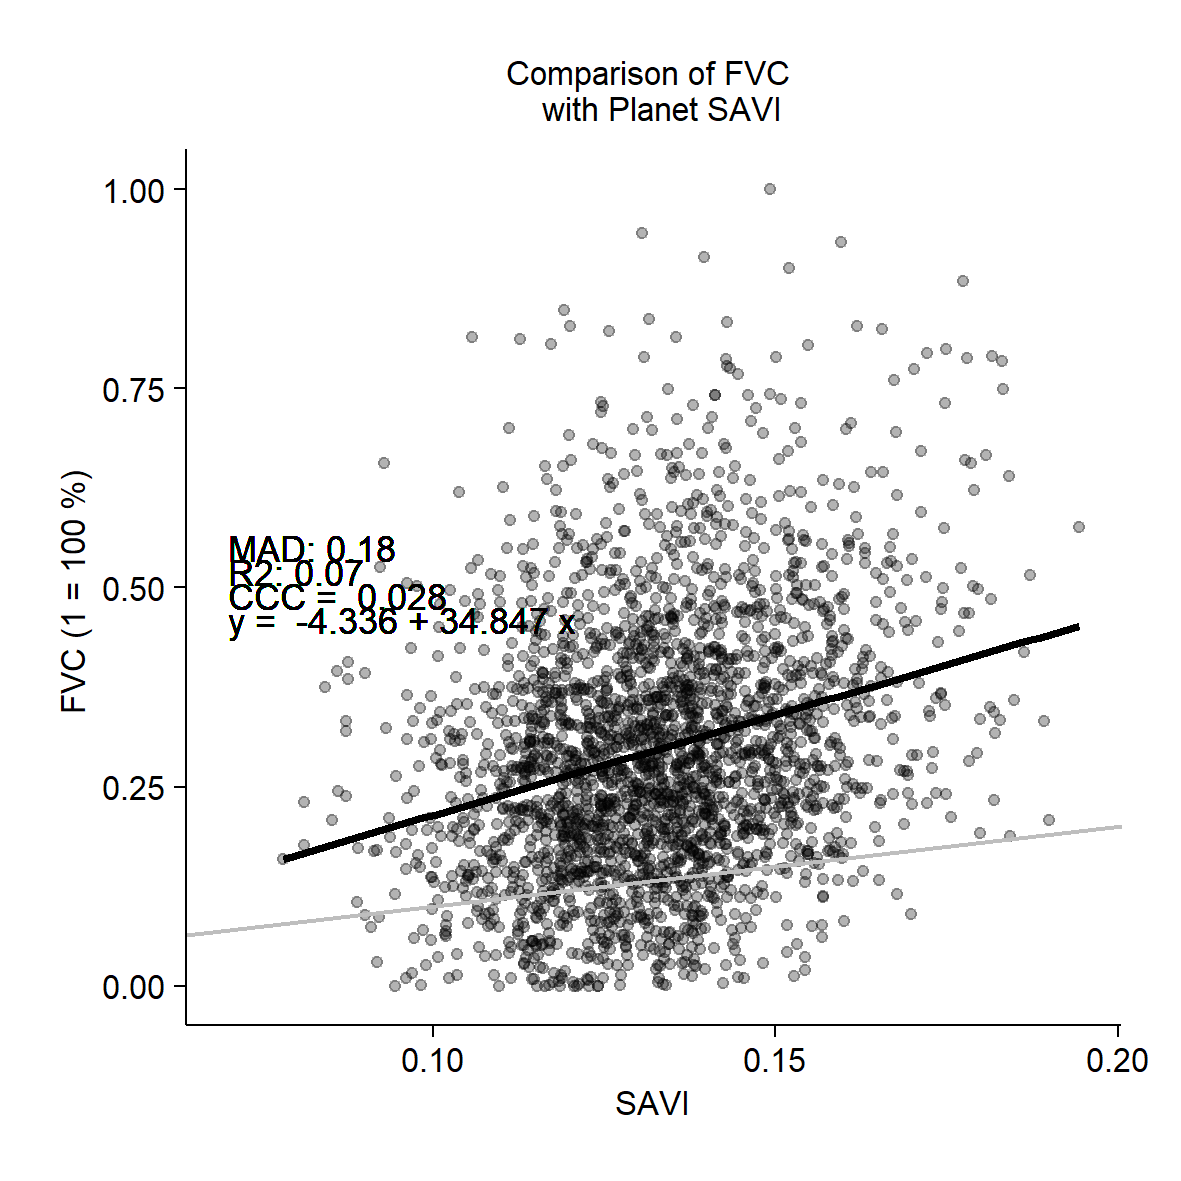 Comparison of FVC
with Planet SAVI
1.00
0.75
0.50
0.25
0.00
FVC (1 = 100 %)
MAD: 0.18
R2: 0.07
CCC =  0.028
y =  -4.336 + 34.847 x
0.10
0.15
0.20
SAVI